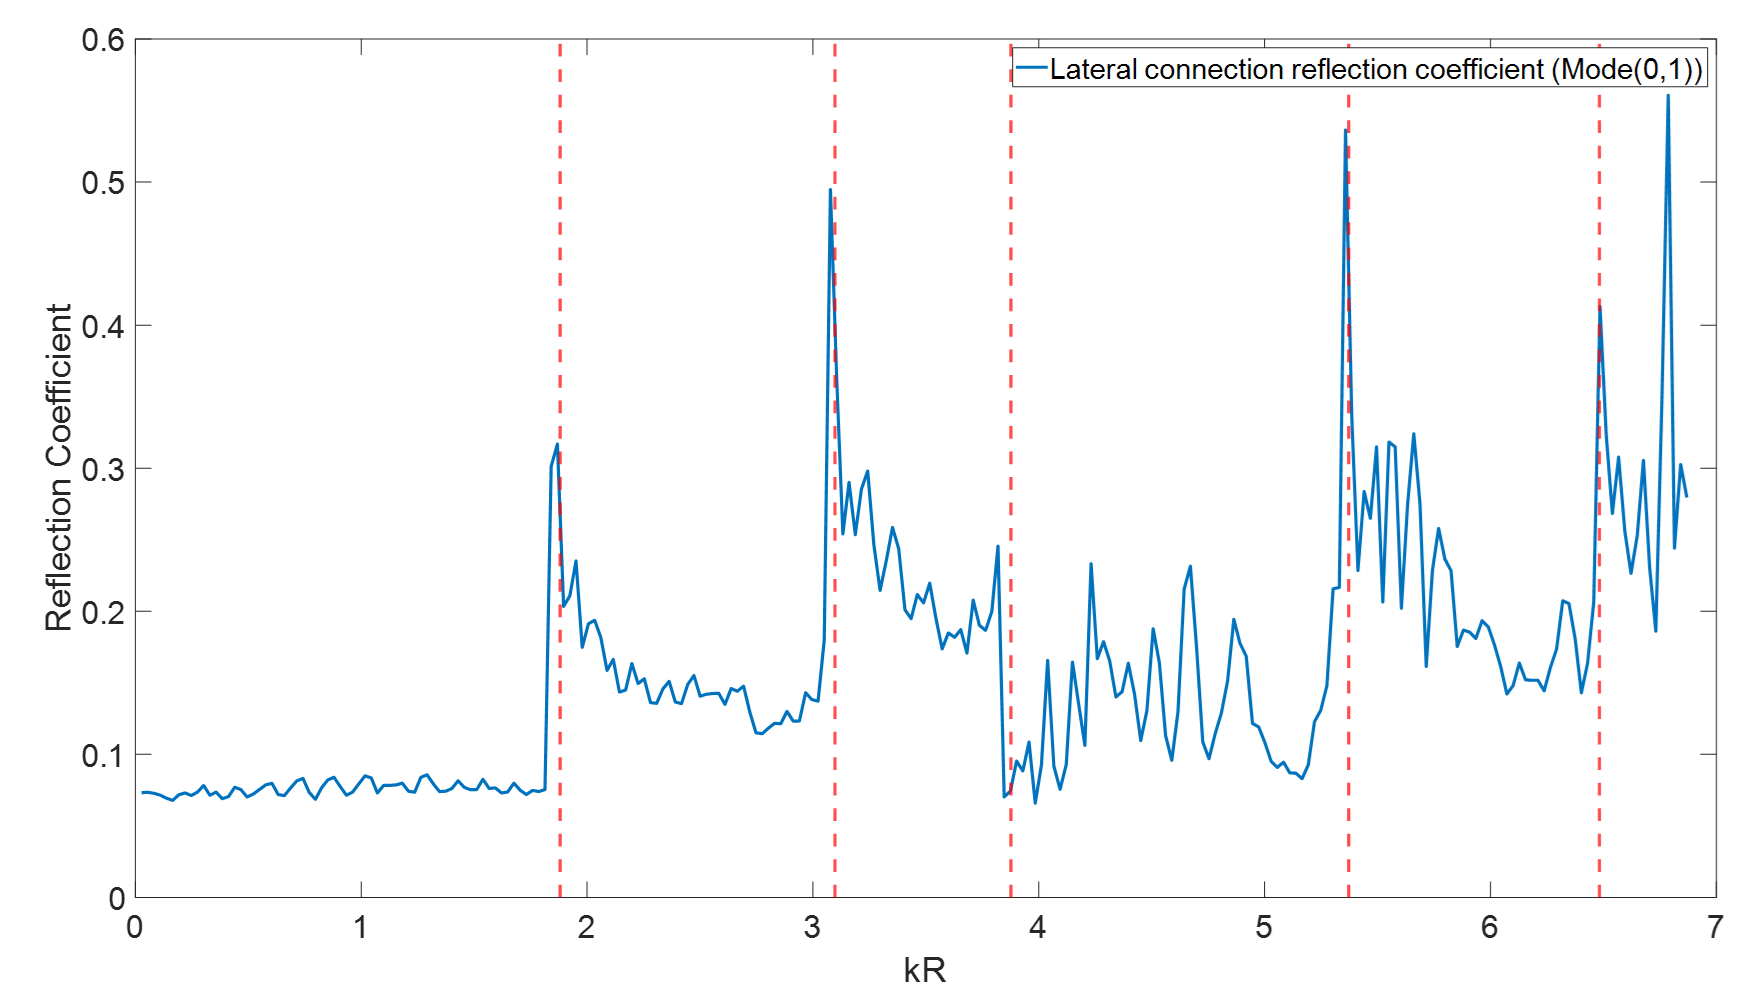 Lateral connection reflection coefficient (Mode(0,1))
0.6
0.5
0.4
0.3
0.2
0.1
0
Reflection Coefficient
0 1 2 3 4 5 6 7
kR